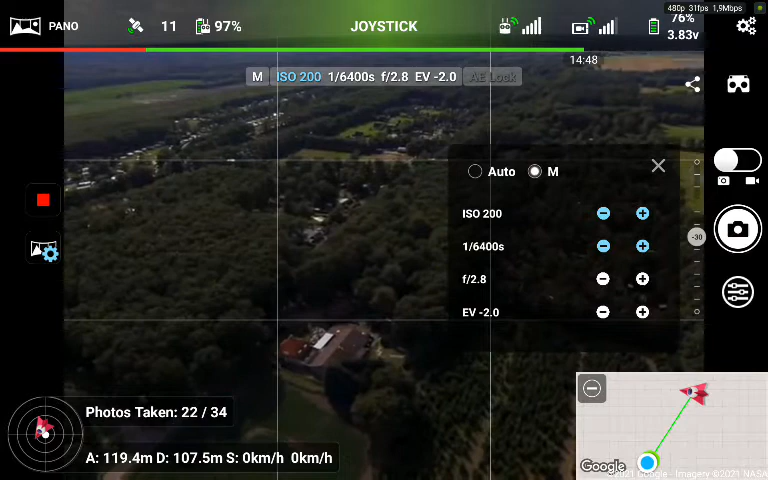 480p 31fps 1,9Mbps
PANO
11
97%
JOYSTICK
76%
3.83v
14:48
M ISO 200 1/6400s f/2.8 EV -2.0 AE Lock
Auto M
ISO 200
1/6400s
-30
f/2.8
EV -2.0
Photos Taken: 22 / 34
A: 119.4m D: 107.5m S: 0km/h 0km/h
Google
©2021 Google - Imagery ©2021 NASA